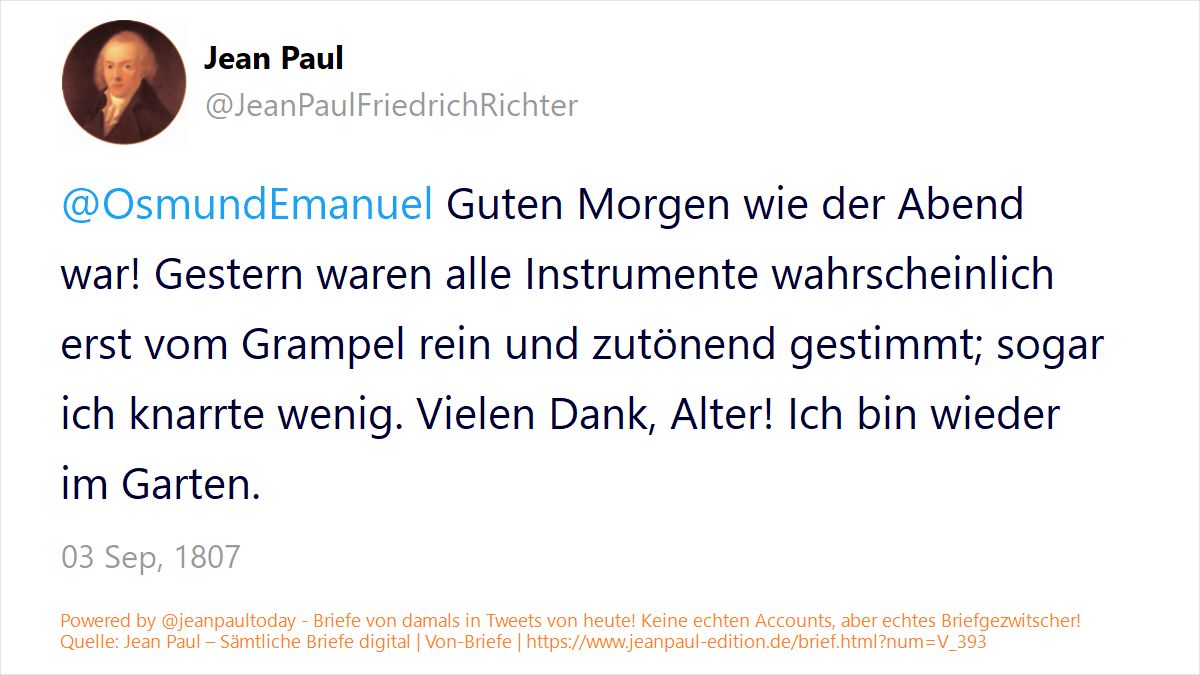 Jean Paul
@JeanPaulFriedrichRichter
@OsmundEmanuel Guten Morgen wie der Abend
war! Gestern waren alle Instrumente wahrscheinlich
erst vom Grampel rein und zutönend gestimmt; sogar
ich knarrte wenig. Vielen Dank, Alter! Ich bin wieder
im Garten.
03 Sep, 1807
Powered by @jeanpaultoday - Briefe von damals in Tweets von heute! Keine echten Accounts, aber echtes Briefgezwitscher!
Quelle: Jean Paul – Sämtliche Briefe digital | Von-Briefe | https://www.jeanpaul-edition.de/brief.html?num=V_393